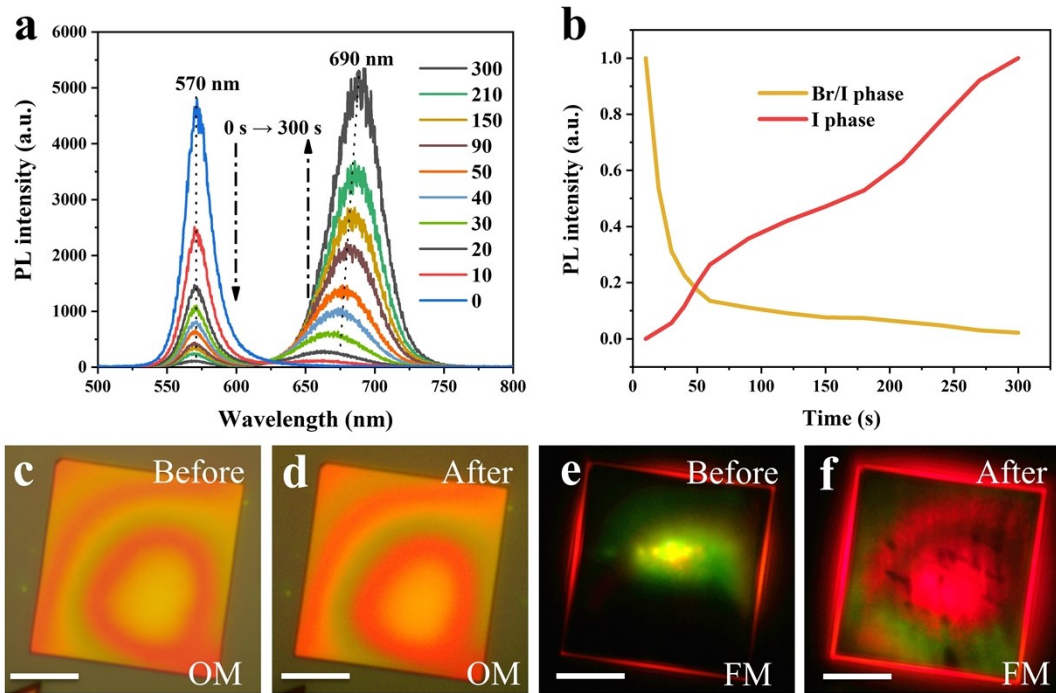 a
6000
5000
4000
3000
2000
1000
0
PL intensity (a.u.)
570 nm
690 nm
0 s → 300 s
300
210
150
90
50
40
30
20
10
0
500
550
600
650
700
750
800
Wavelength (nm)
b
1.0
0.8
0.6
0.4
0.2
0.0
PL intensity (a.u.)
Br/I phase
I phase
0
50
100
150
200
250
300
Time (s)
c
Before
OM
d
After
OM
e
Before
FM
f
After
FM